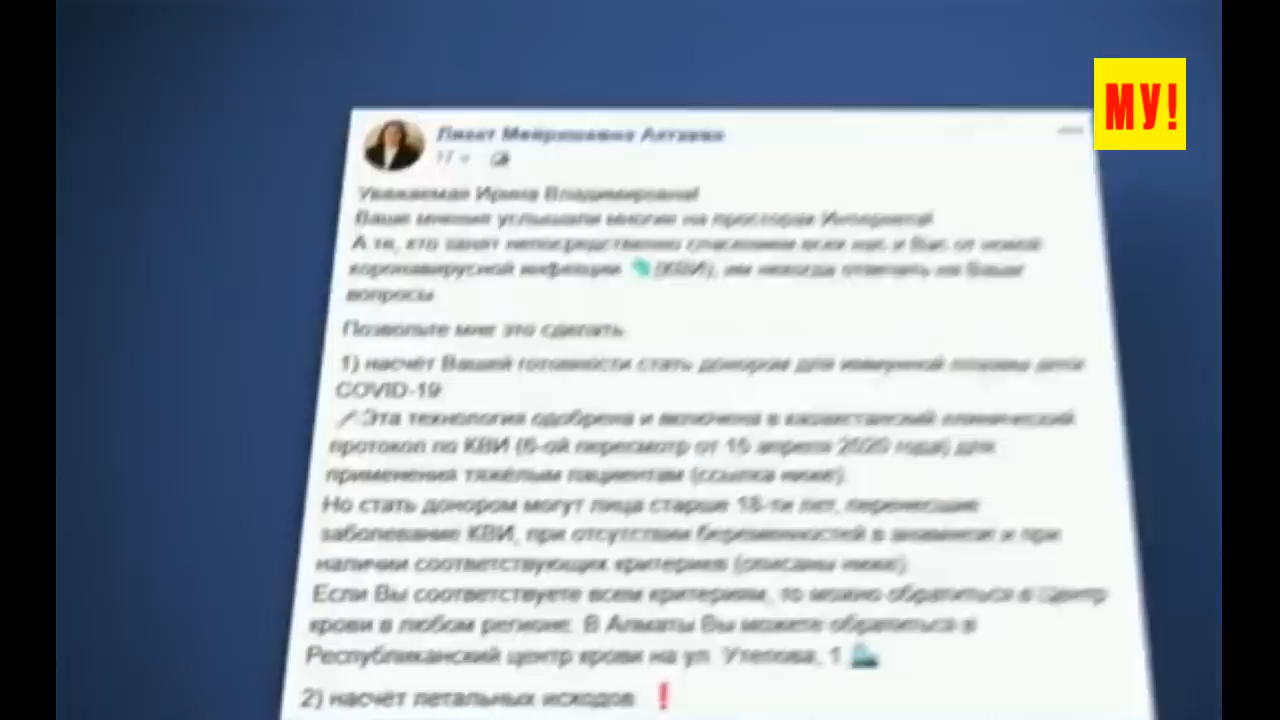 МУ!
Мейрашевна Алтаева
17 ч
Уважаемая Ирина Владимировна!
Ваше мнение услышали многие на просторах Интернета!
А те, кто занят непосредственно спасением всех нас и Вас от новой
коронавирусной инфекции (КВИ), им некогда отвечать на Ваши
вопросы
Позвольте мне это сделать
1) насчёт Вашей готовности стать донором для иммунной плазмы
COVID-19
Эта технология одобрена и включена в казахстанский клинический
протокол по КВИ (6-ой пересмотр от 15 апреля 2020 года) для
применения тяжёлым пациентам (ссылка ниже)
Но стать донором могут лица старше 18-ти лет, перенесшие
заболевание КВИ, при отсутствии беременностей в анамнезе и при
наличии соответствующих критериев (описаны ниже)
Если Вы соответствуете всем критериям, то можно обратиться в Центр
крови в любом регионе. В Алматы Вы можете обратиться в
Республиканский центр крови на ул. Утепова, 1
2) насчёт летальных исходов ❗